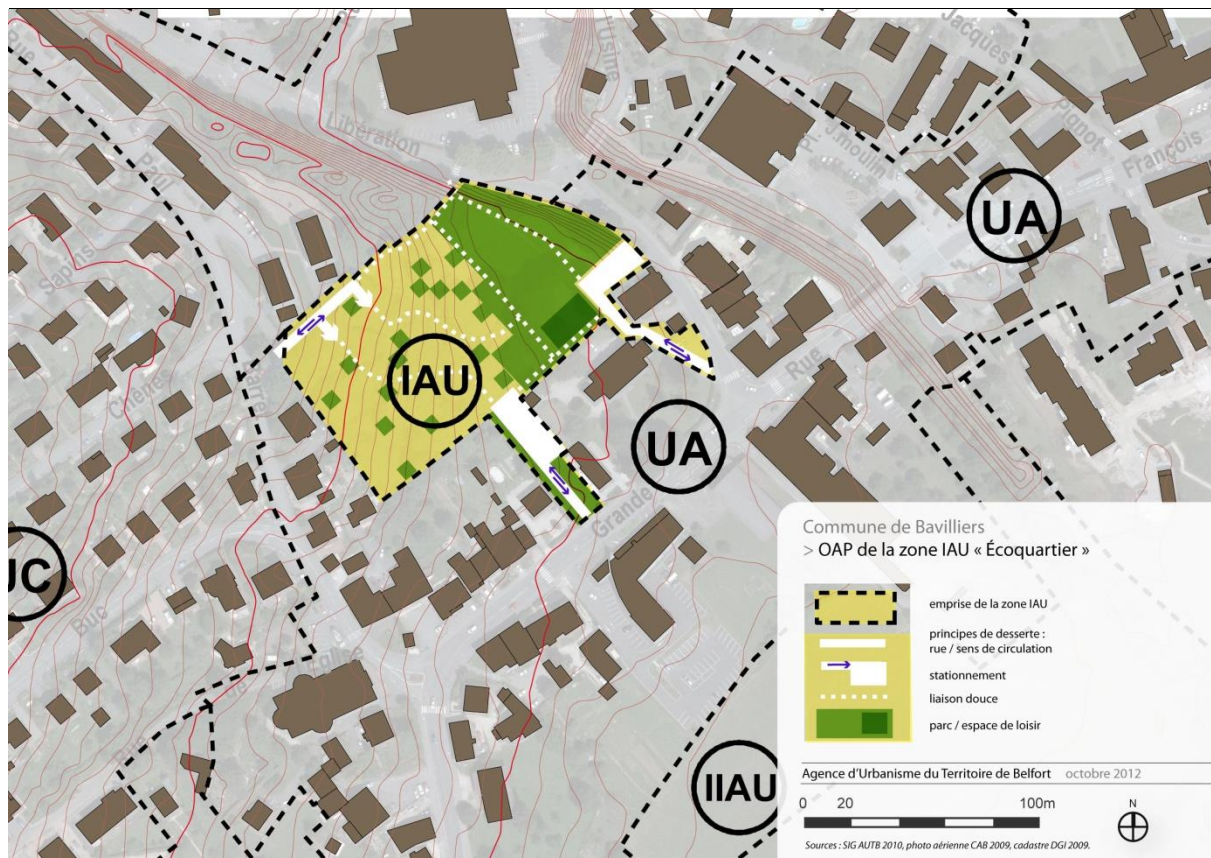 Rue
l'Usine
Jacques
Libération
Pignot
Paul
J.moulin
François
UA
Sapins
IAU
Rue
Chênes
UA
Grande
Commune de Bavilliers
> OAP de la zone IAU « Écoquartier »
UC
emprise de la zone IAU
principes de desserte :
rue / sens de circulation
Buc
stationnement
liaison douce
Église
parc / espace de loisir
Rue
IIAU
Agence d'Urbanisme du Territoire de Belfort octobre 2012
0 20 100m
N
Sources : SIG AUTB 2010, photo aérienne CAB 2009, cadastre DGI 2009.